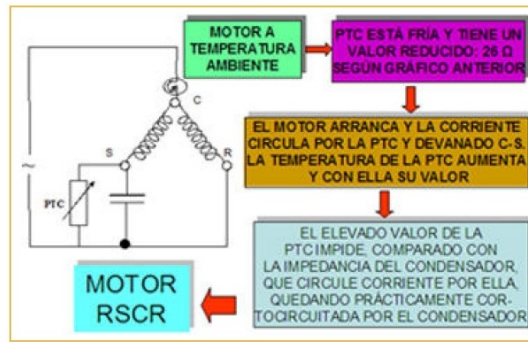 MOTOR A
TEMPERATURA
AMBIENTE
PTC ESTÁ FRÍA Y TIENE UN
VALOR REDUCIDO: 26 Ω
SEGÚN GRÁFICO ANTERIOR
EL MOTOR ARRANCA Y LA CORRIENTE
CIRCULA POR LA PTC Y DEVANADO C-S.
LA TEMPERATURA DE LA PTC AUMENTA
Y CON ELLA SU VALOR
EL ELEVADO VALOR DE LA
PTC IMPIDE, COMPARADO CON
LA IMPEDANCIA DEL CONDENSADOR,
QUE CIRCULE CORRIENTE POR ELLA,
QUEDANDO PRÁCTICAMENTE COR-
TOCIRCUITADA POR EL CONDENSADOR
MOTOR
RSCR
C
S
R
~
PTC